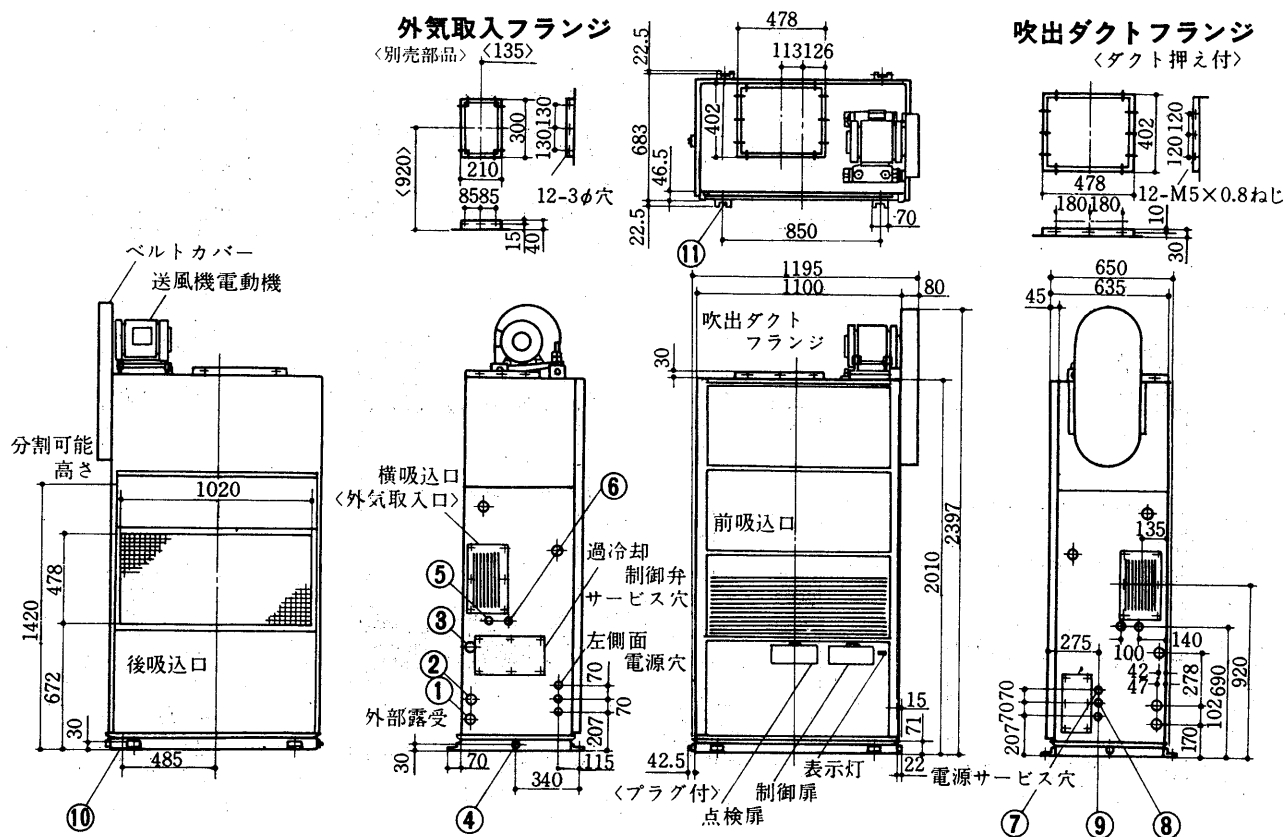 外気取入フランジ
〈別売部品〉
〈135〉
300
130
130
210
〈920〉
8585
12-3φ穴
15
40
22.5
478
113126
402
683
46.5
22.5
70
850
⑪
吹出ダクトフランジ
〈ダクト押え付〉
402
120120
478
12-M5×0.8ねじ
180
180
10
30
ベルトカバー
送風機電動機
分割可能
高さ
1020
478
1420
672
後吸込口
30
485
⑩
横吸込口
〈外気取入口〉
⑥
過冷却
制御弁
サービス穴
⑤
③
②
①
左側面
電源穴
外部露受
70
70
207
30
70
115
340
④
1195
1100
80
吹出ダクト
フランジ
30
前吸込口
2397
2010
15
71
42.5
22
〈プラグ付〉
表示灯
制御扉
点検扉
電源サービス穴
650
635
45
135
275
100
140
42
47
278
690
920
102
170
7070
207
⑦
⑨
⑧